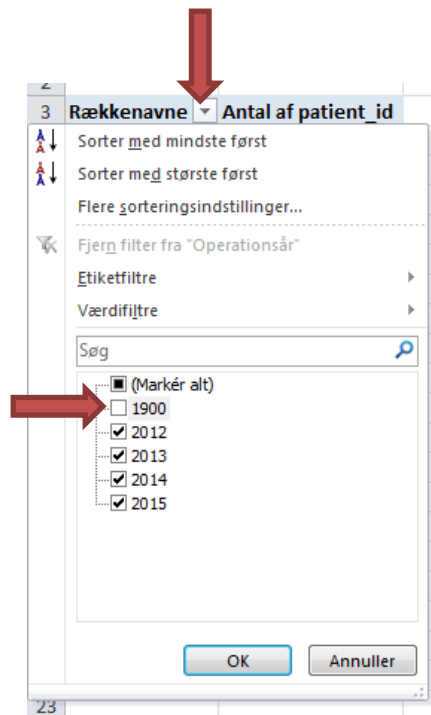 2
3 Rækkenavne Antal af patient_id
Sorter med mindste først
Sorter med største først
Flere sorteringsindstillinger...
Fjern filter fra "Operationsår"
Etiketfiltre
Værdifiltre
Søg
(Markér alt)
1900
2012
2013
2014
2015
OK Annuller
23